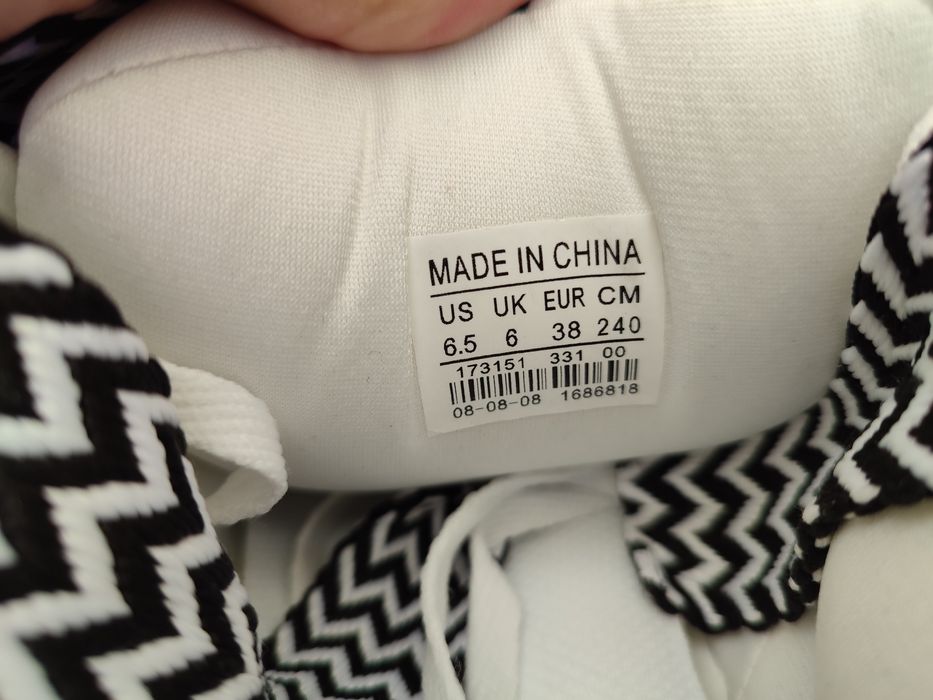 MADE IN CHINA
US UK EUR CM
6.5 6 38 240
173151 331 00
08-08-08 1686818